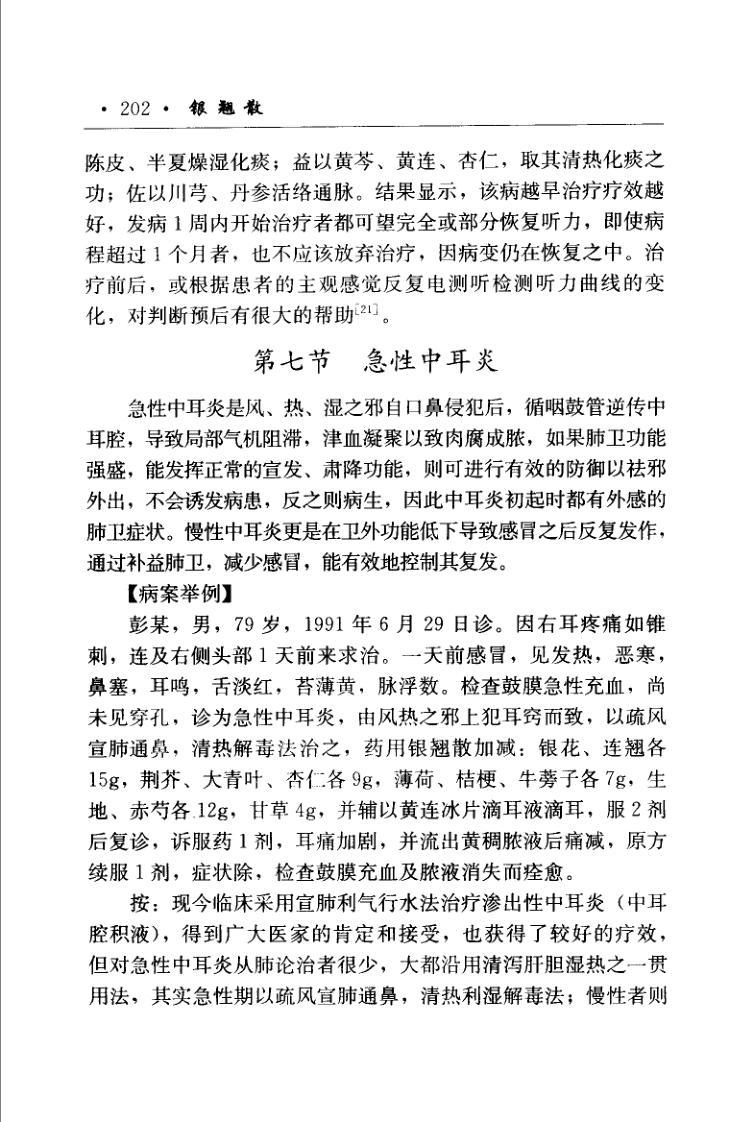 · 202 · 银翘散
陈皮、半夏燥湿化痰；益以黄芩、黄连、杏仁，取其清热化痰之
功；佐以川芎、丹参活络通脉。结果显示，该病越早治疗疗效越
好，发病 1 周内开始治疗者都可望完全或部分恢复听力，即使病
程超过 1 个月者，也不应该放弃治疗，因病变仍在恢复之中。治
疗前后，或根据患者的主观感觉反复电测听检测听力曲线的变
化，对判断预后有很大的帮助[21]。
第七节 急性中耳炎
急性中耳炎是风、热、湿之邪自口鼻侵犯后，循咽鼓管逆传中
耳腔，导致局部气机阻滞，津血凝聚以致肉腐成脓，如果肺卫功能
强盛，能发挥正常的宣发、肃降功能，则可进行有效的防御以祛邪
外出，不会诱发病患，反之则病生，因此中耳炎初起时都有外感的
肺卫症状。慢性中耳炎更是在卫外功能低下导致感冒之后反复发作，
通过补益肺卫，减少感冒，能有效地控制其复发。
【病案举例】
彭某，男，79 岁，1991 年 6 月 29 日诊。因右耳疼痛如锥
刺，连及右侧头部 1 天前来求治。一天前感冒，见发热，恶寒，
鼻塞，耳鸣，舌淡红，苔薄黄，脉浮数。检查鼓膜急性充血，尚
未见穿孔，诊为急性中耳炎，由风热之邪上犯耳窍而致，以疏风
宣肺通鼻，清热解毒法治之，药用银翘散加减：银花、连翘各
15g，荆芥、大青叶、杏仁各 9g，薄荷、桔梗、牛蒡子各 7g，生
地、赤芍各 12g，甘草 4g，并辅以黄连冰片滴耳液滴耳，服 2 剂
后复诊，诉服药 1 剂，耳痛加剧，并流出黄稠脓液后痛减，原方
续服 1 剂，症状除，检查鼓膜充血及脓液消失而痊愈。
按：现今临床采用宣肺利气行水法治疗渗出性中耳炎（中耳
腔积液），得到广大医家的肯定和接受，也获得了较好的疗效，
但对急性中耳炎从肺论治者很少，大都沿用清泻肝胆湿热之一贯
用法，其实急性期以疏风宣肺通鼻，清热利湿解毒法；慢性者则